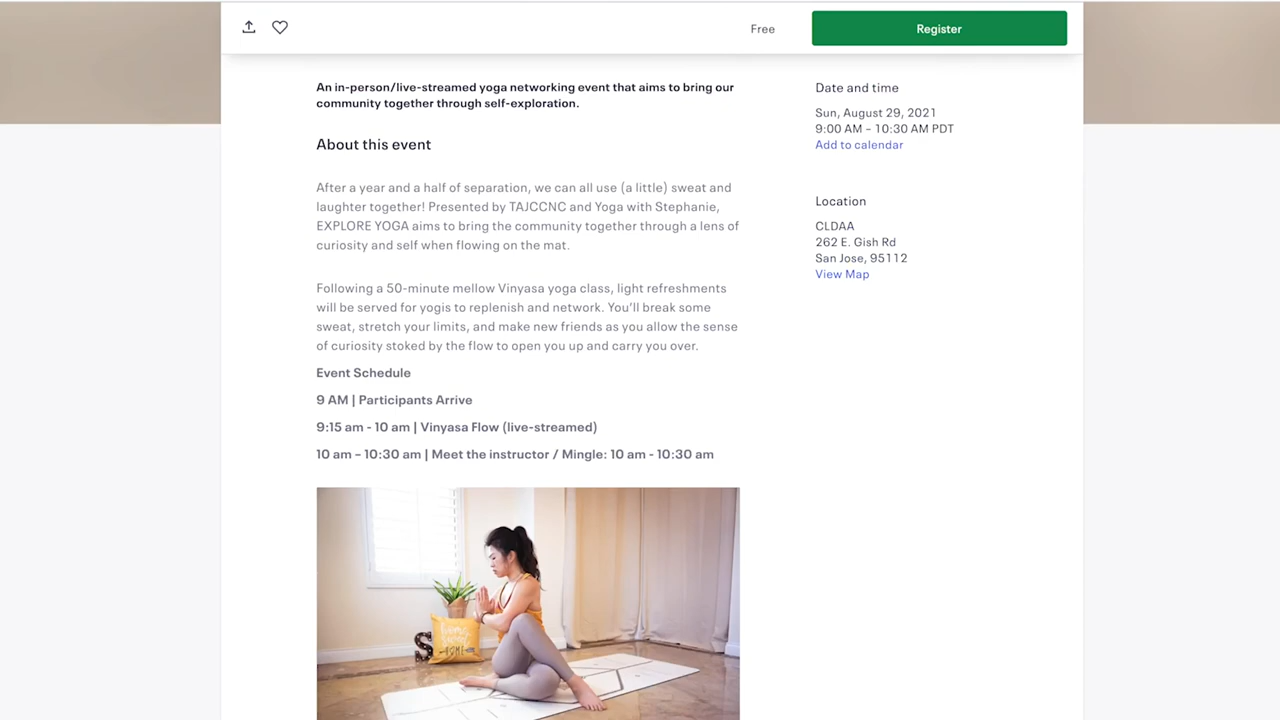 Free
Register
An in-person/live-streamed yoga networking event that aims to bring our
community together through self-exploration.
About this event
After a year and a half of separation, we can all use (a little) sweat and
laughter together! Presented by TAJCCNC and Yoga with Stephanie,
EXPLORE YOGA aims to bring the community together through a lens of
curiosity and self when flowing on the mat.
Following a 50-minute mellow Vinyasa yoga class, light refreshments
will be served for yogis to replenish and network. You’ll break some
sweat, stretch your limits, and make new friends as you allow the sense
of curiosity stoked by the flow to open you up and carry you over.
Event Schedule
9 AM | Participants Arrive
9:15 am - 10 am | Vinyasa Flow (live-streamed)
10 am – 10:30 am | Meet the instructor / Mingle: 10 am - 10:30 am
Date and time
Sun, August 29, 2021
9:00 AM – 10:30 AM PDT
Add to calendar
Location
CLDAA
262 E. Gish Rd
San Jose, 95112
View Map
S
home
sweet
HOME